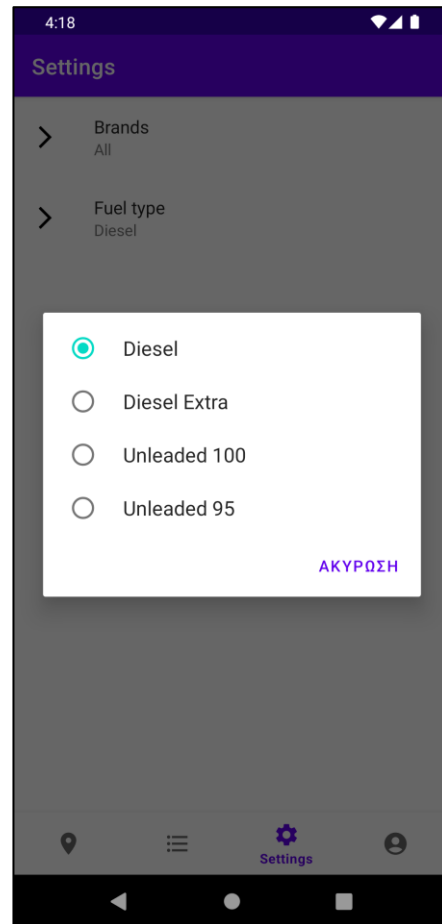 4:18
Settings
Brands
All
Fuel type
Diesel
Diesel
Diesel Extra
Unleaded 100
Unleaded 95
ΑΚΥΡΩΣΗ
Settings